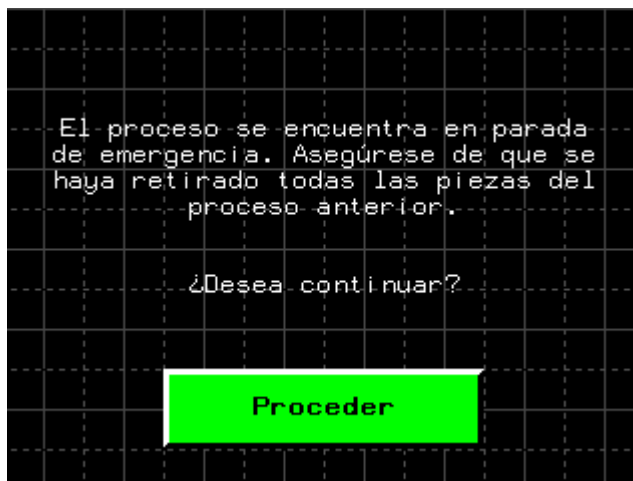 El proceso se encuentra en parada
de emergencia. Asegúrese de que se
haya retirado todas las piezas del
proceso anterior.
¿Desea continuar?
Proceder